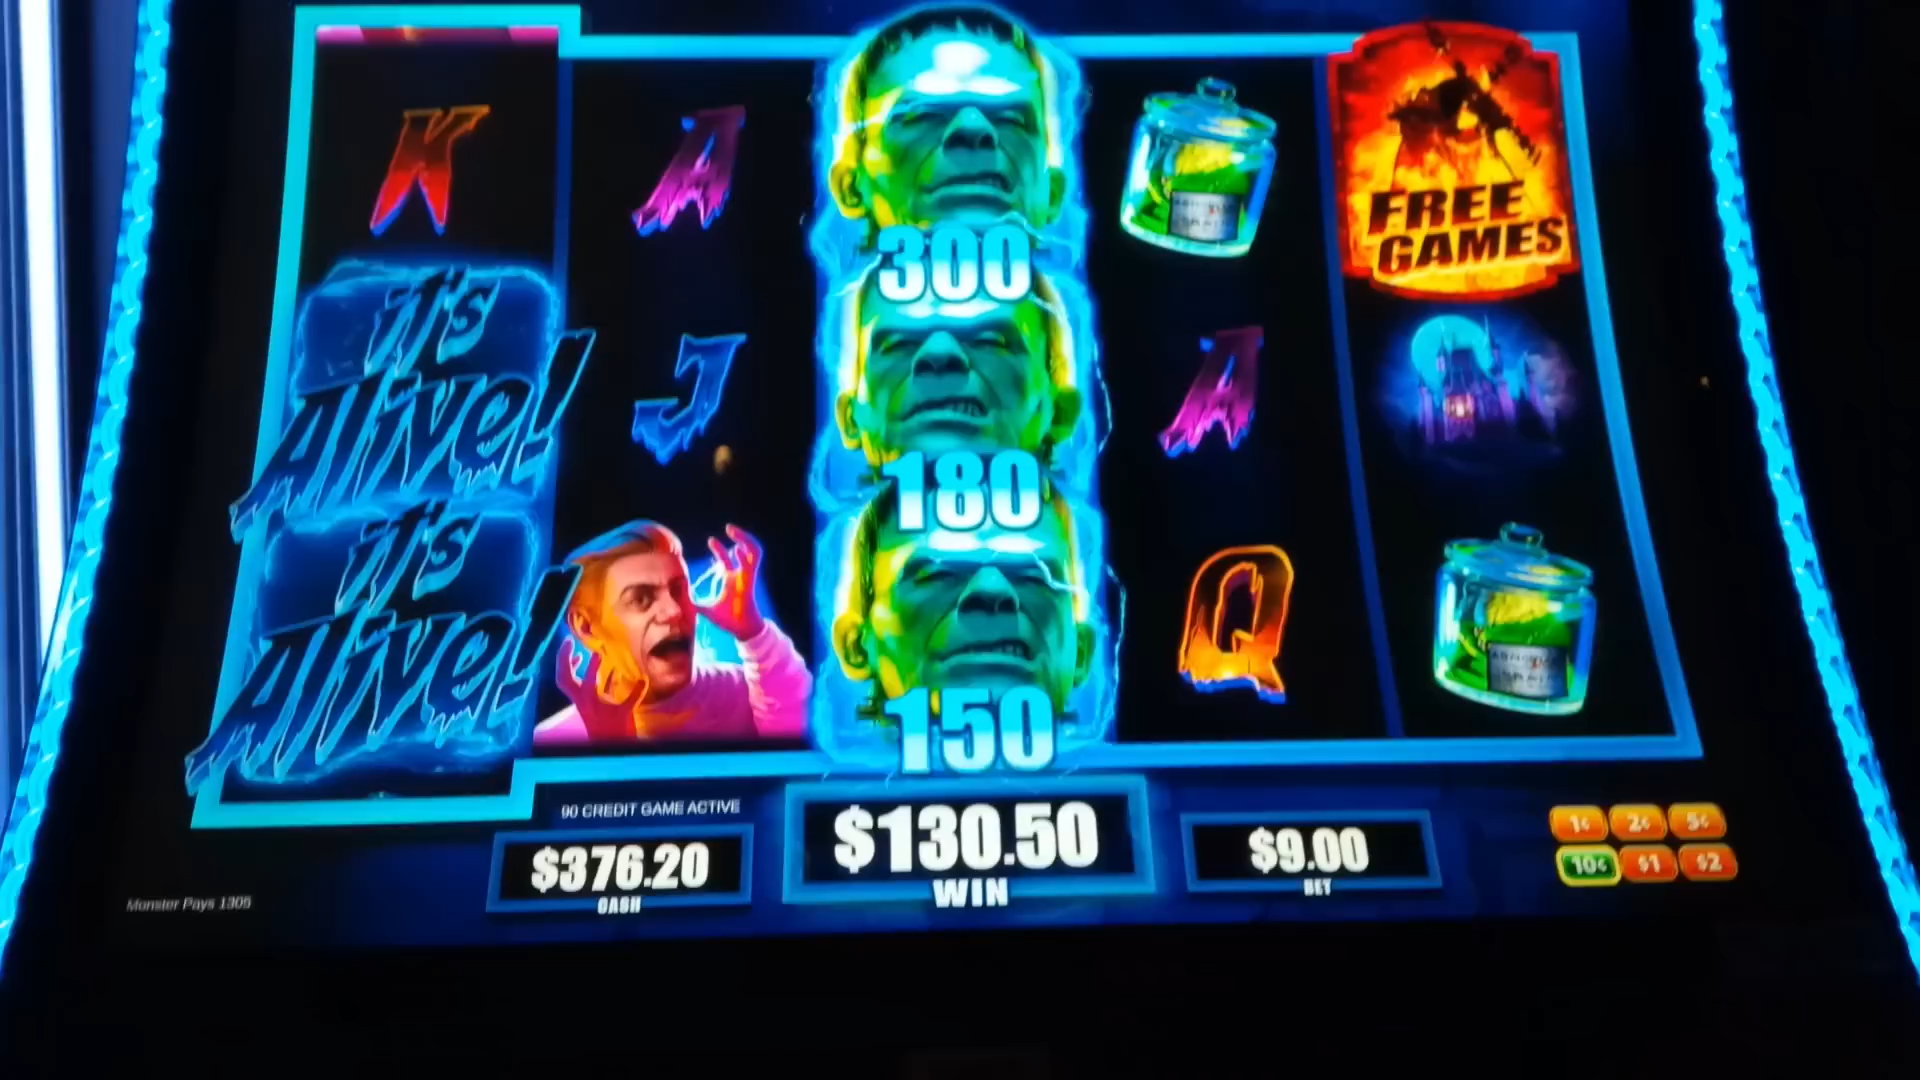 K
A
FREE
GAMES
300
it's
Alive!
J
A
180
it's
Alive!
Q
150
90 CREDIT GAME ACTIVE
$376.20
CASH
$130.50
WIN
$9.00
BET
1¢ 2¢ 5¢
10¢ $1 $2
Monster Pays 1305